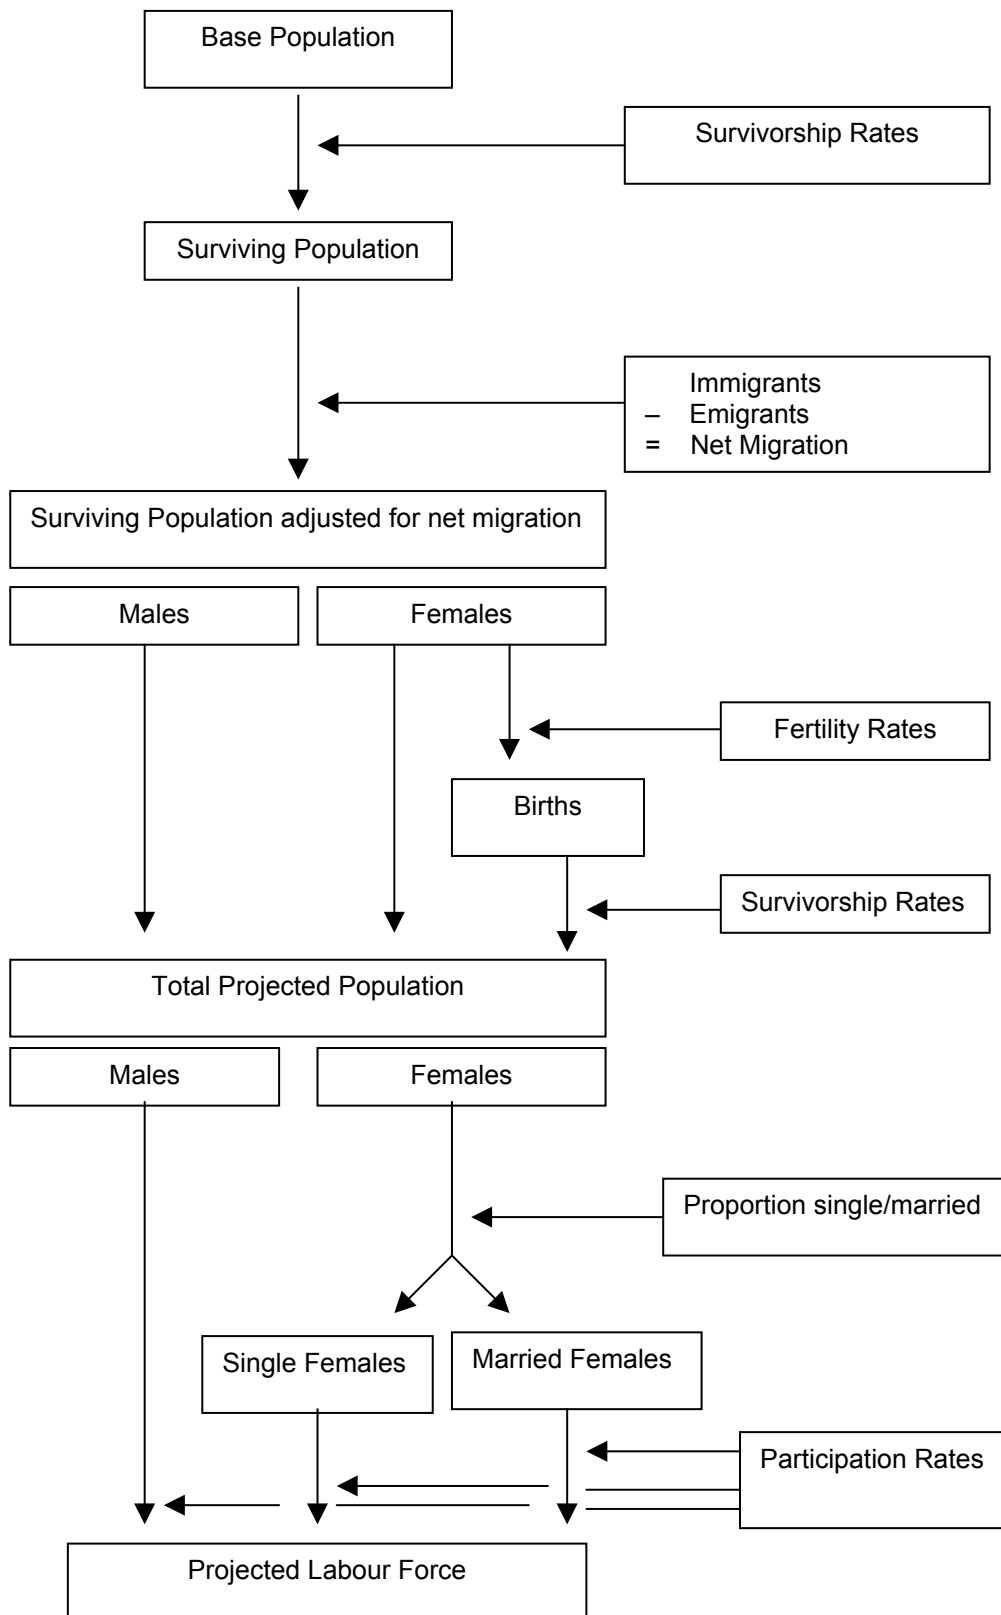 Base Population
Survivorship Rates
Surviving Population
Immigrants
– Emigrants
= Net Migration
Surviving Population adjusted for net migration
Males
Females
Fertility Rates
Births
Survivorship Rates
Total Projected Population
Males
Females
Proportion single/married
Single Females
Married Females
Participation Rates
Projected Labour Force